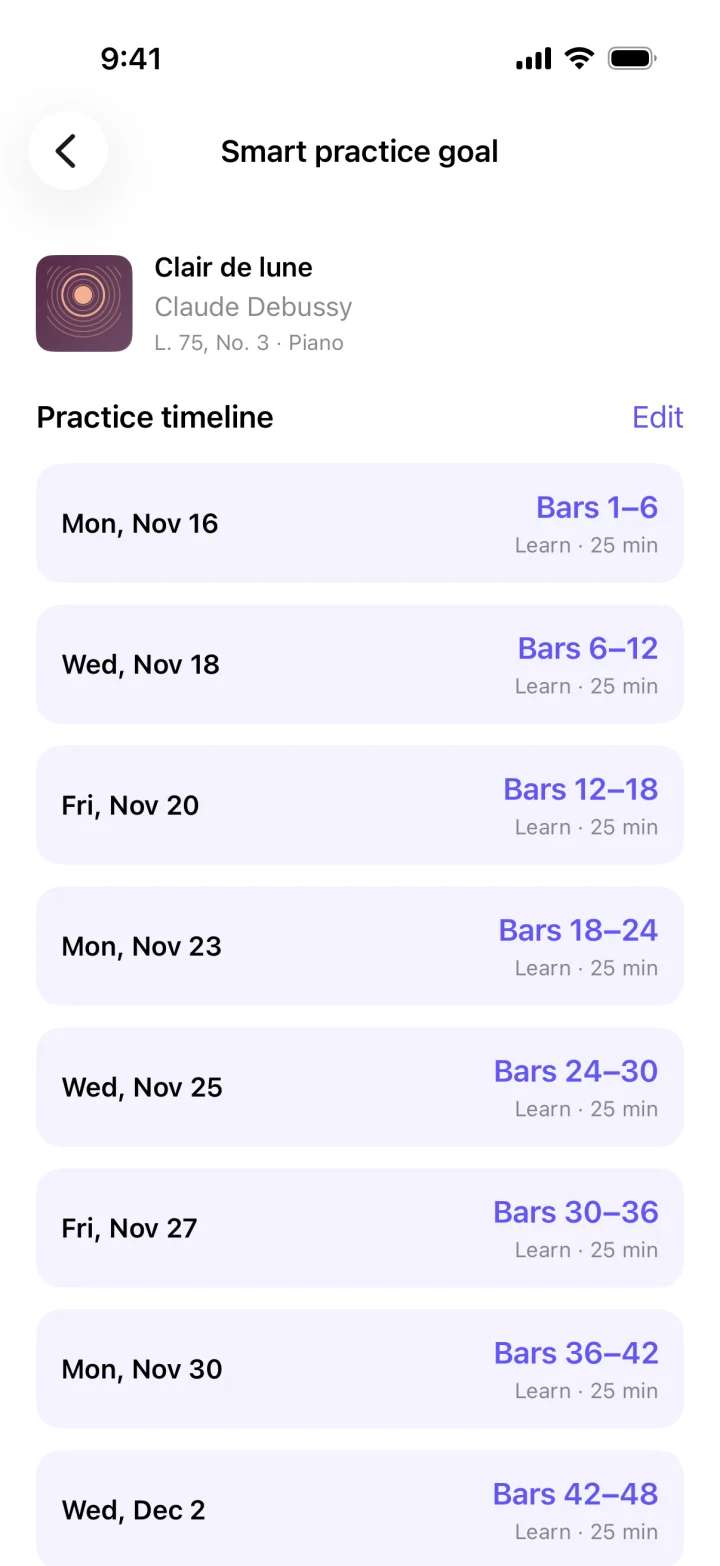 9:41
Smart practice goal
Clair de lune
Claude Debussy
L. 75, No. 3 · Piano
Practice timeline
Edit
Mon, Nov 16
Bars 1–6
Learn · 25 min
Wed, Nov 18
Bars 6–12
Learn · 25 min
Fri, Nov 20
Bars 12–18
Learn · 25 min
Mon, Nov 23
Bars 18–24
Learn · 25 min
Wed, Nov 25
Bars 24–30
Learn · 25 min
Fri, Nov 27
Bars 30–36
Learn · 25 min
Mon, Nov 30
Bars 36–42
Learn · 25 min
Wed, Dec 2
Bars 42–48
Learn · 25 min